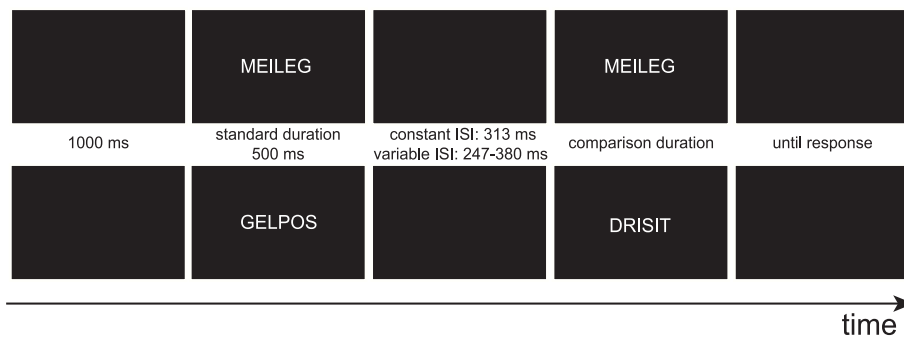 MEILEG MEILEG
1000 ms
standard duration
500 ms
constant ISI: 313 ms
variable ISI: 247-380 ms
comparison duration
until response
GELPOS DRISIT
time